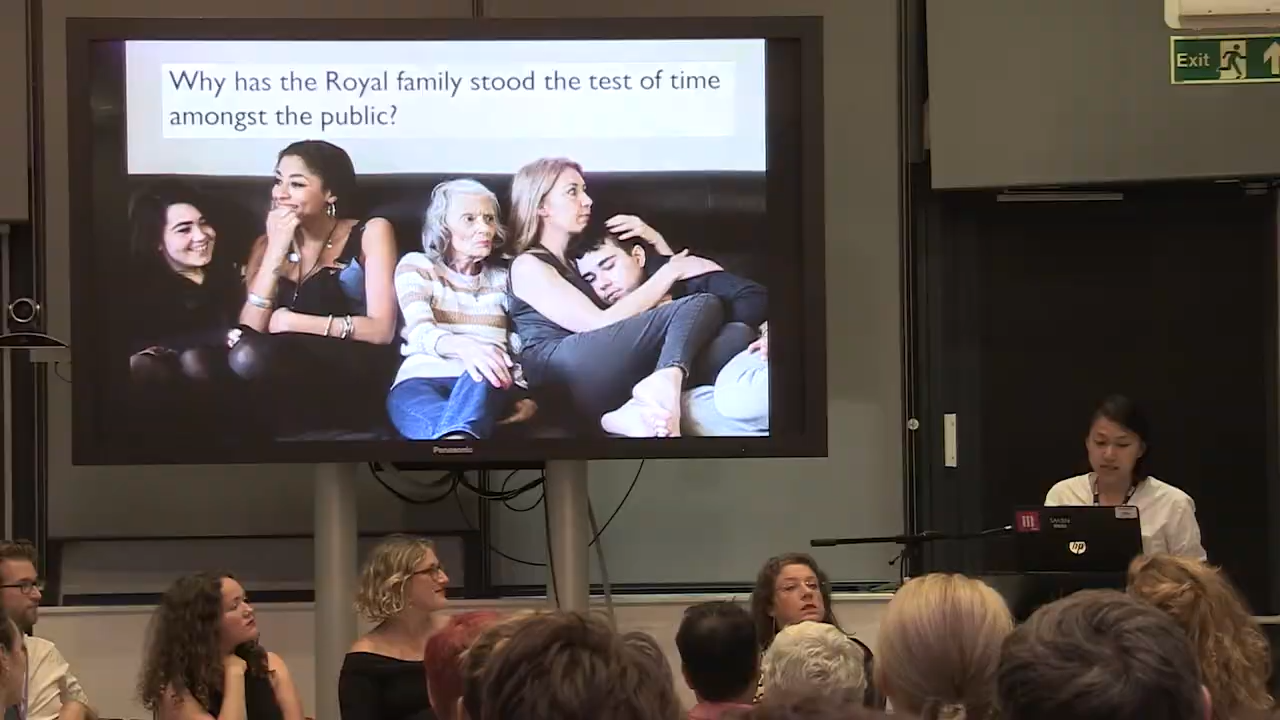 Why has the Royal family stood the test of time
amongst the public?
Exit
Panasonic
m
hp